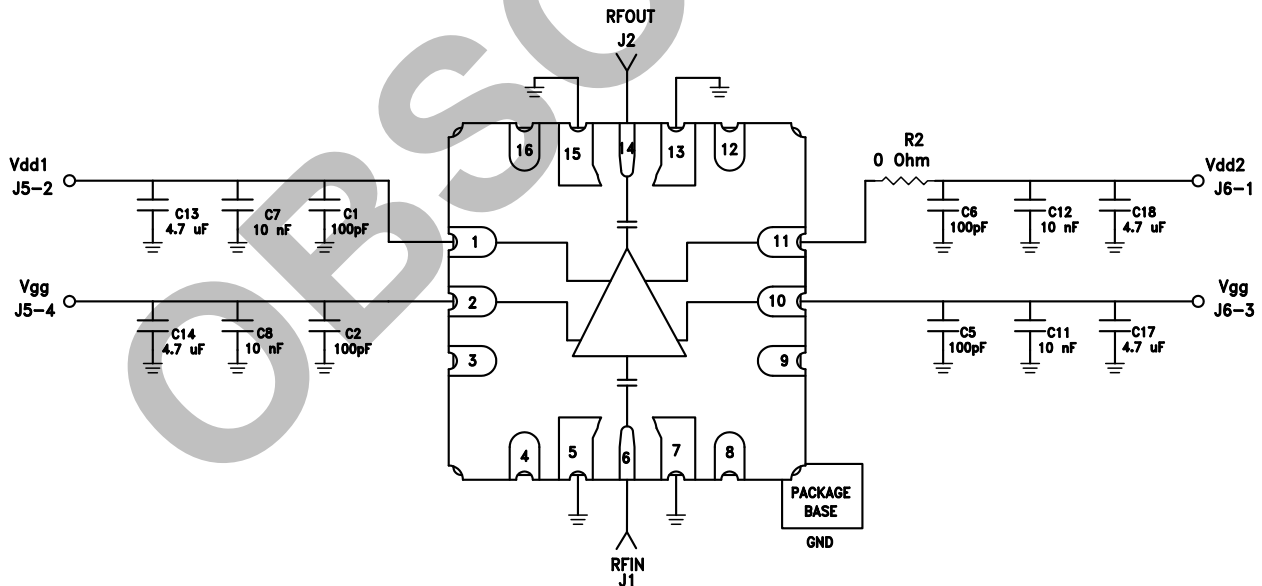 RFOUT
J2
16
15
14
13
12
R2
0 Ohm
Vdd1
J5-2
Vdd2
J6-1
C13
4.7 uF
C7
10 nF
C1
100pF
C6
100pF
C12
10 nF
C18
4.7 uF
1
11
Vgg
J5-4
2
10
Vgg
J6-3
C14
4.7 uF
C8
10 nF
C2
100pF
C5
100pF
C11
10 nF
C17
4.7 uF
3
9
4
5
6
7
8
PACKAGE
BASE
GND
RFIN
J1